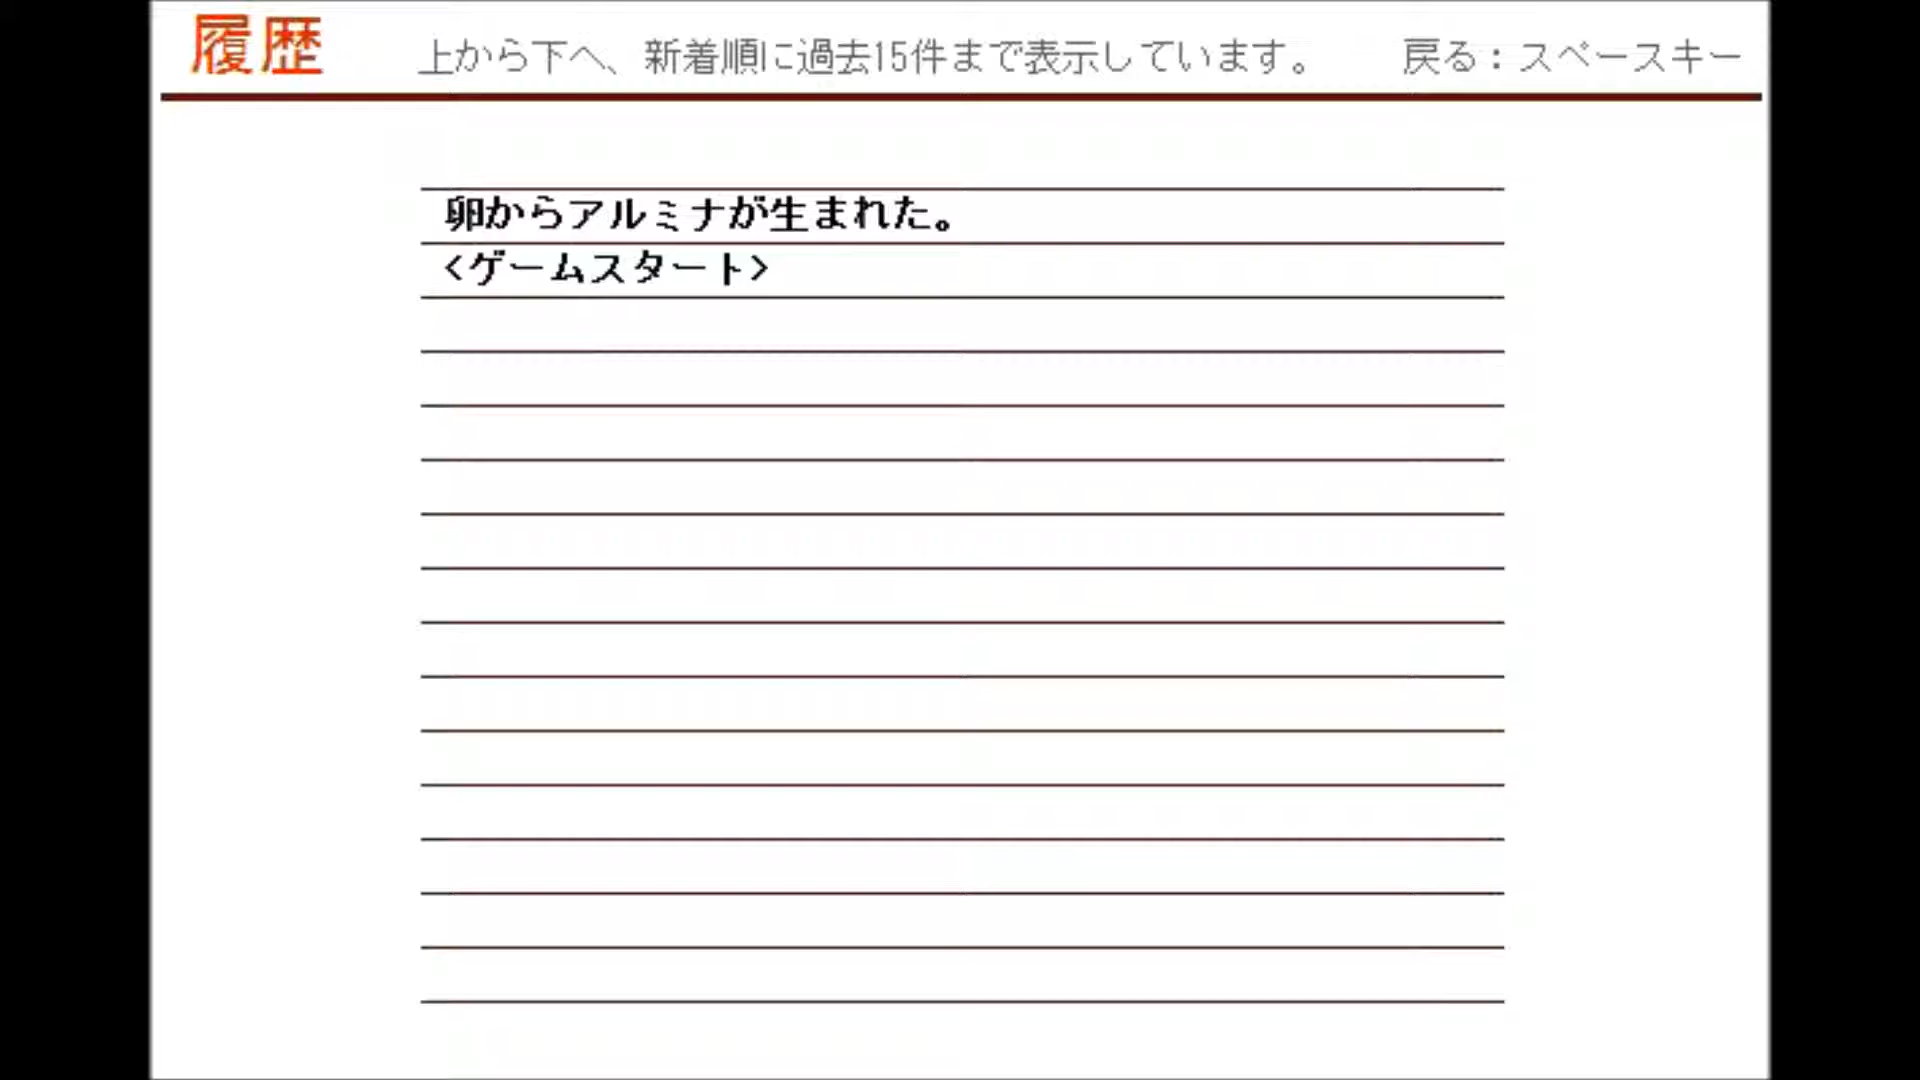 履歴
上から下へ、新着順に過去15件まで表示しています。
戻る：スペースキー
卵からアルミナが生まれた。
<ゲームスタート>